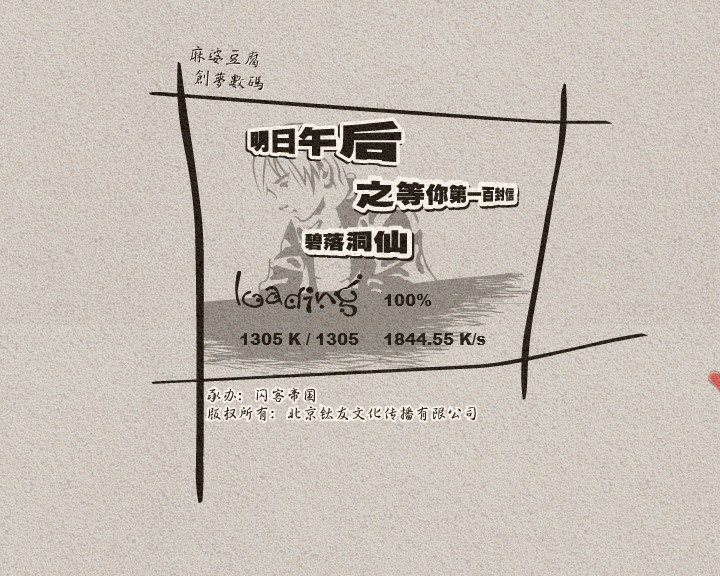 麻婆豆腐
創夢數碼
明日午后
之等你第一百封信
碧落洞仙
loading 100%
1305 K / 1305 1844.55 K/s
承办：闪客帝国
版权所有：北京钛友文化传播有限公司